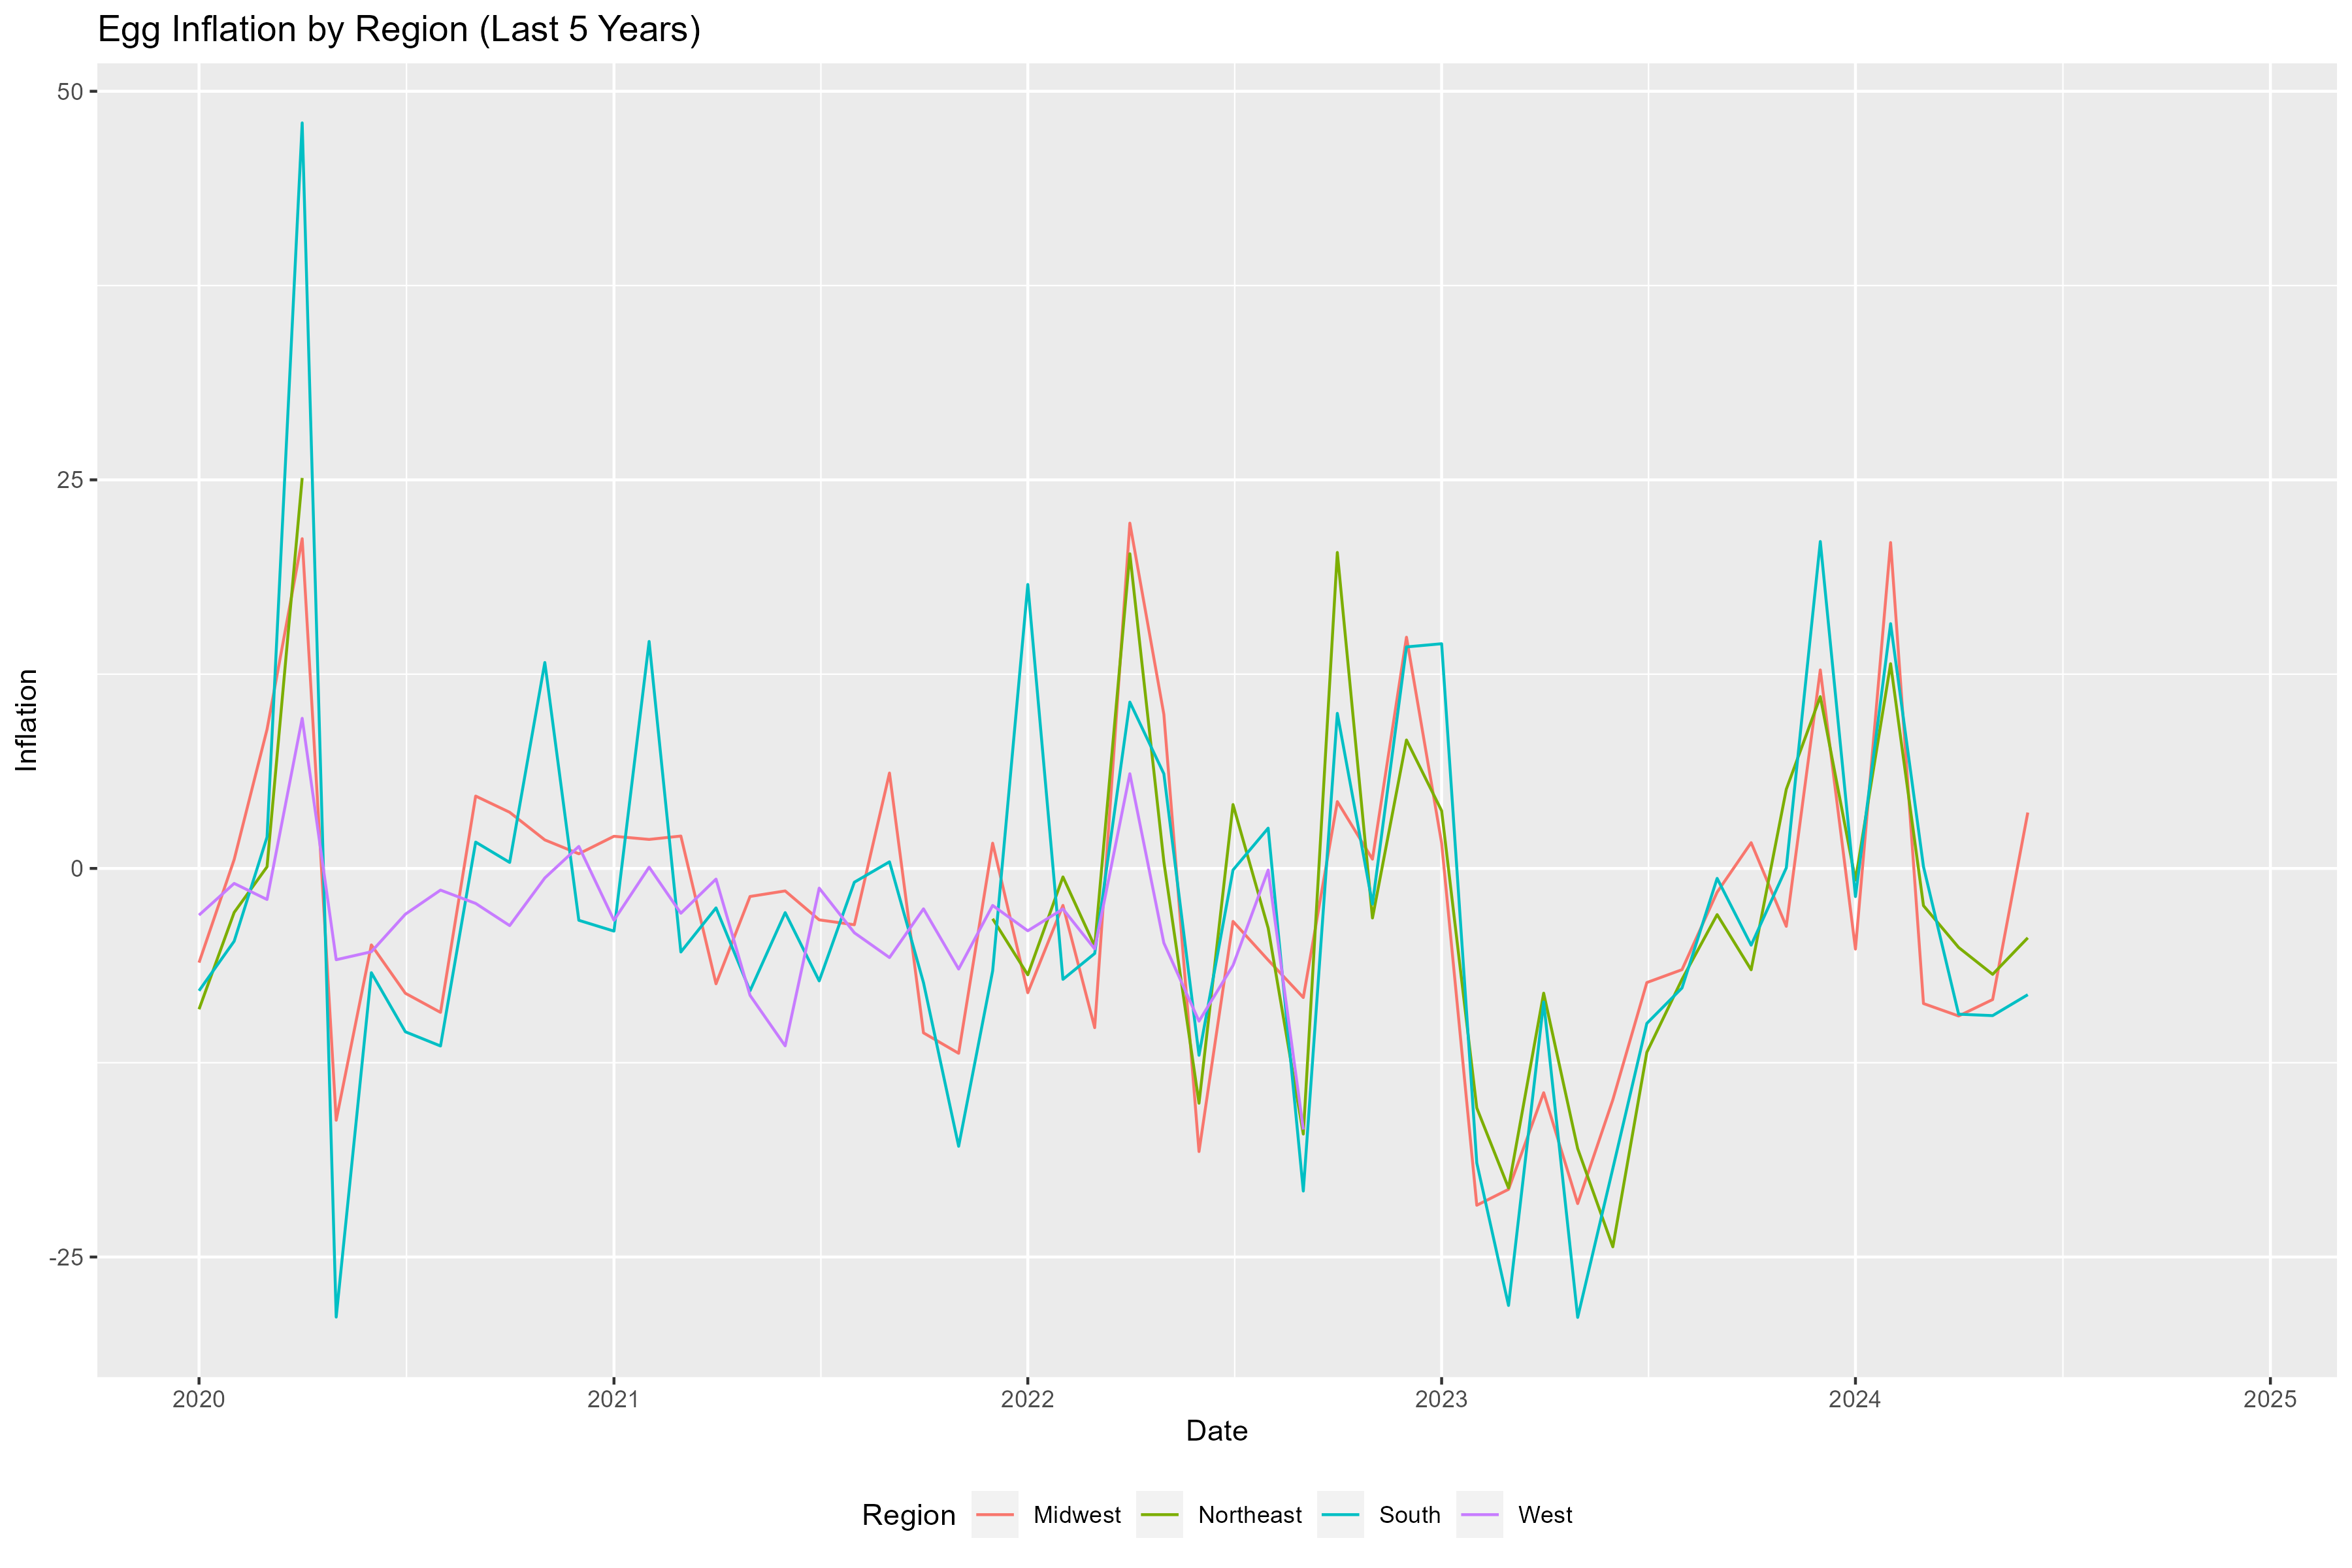 Egg Inflation by Region (Last 5 Years)
50
25
0
-25
Inflation
2020 2021 2022 2023 2024 2025
Date
Region Midwest Northeast South West